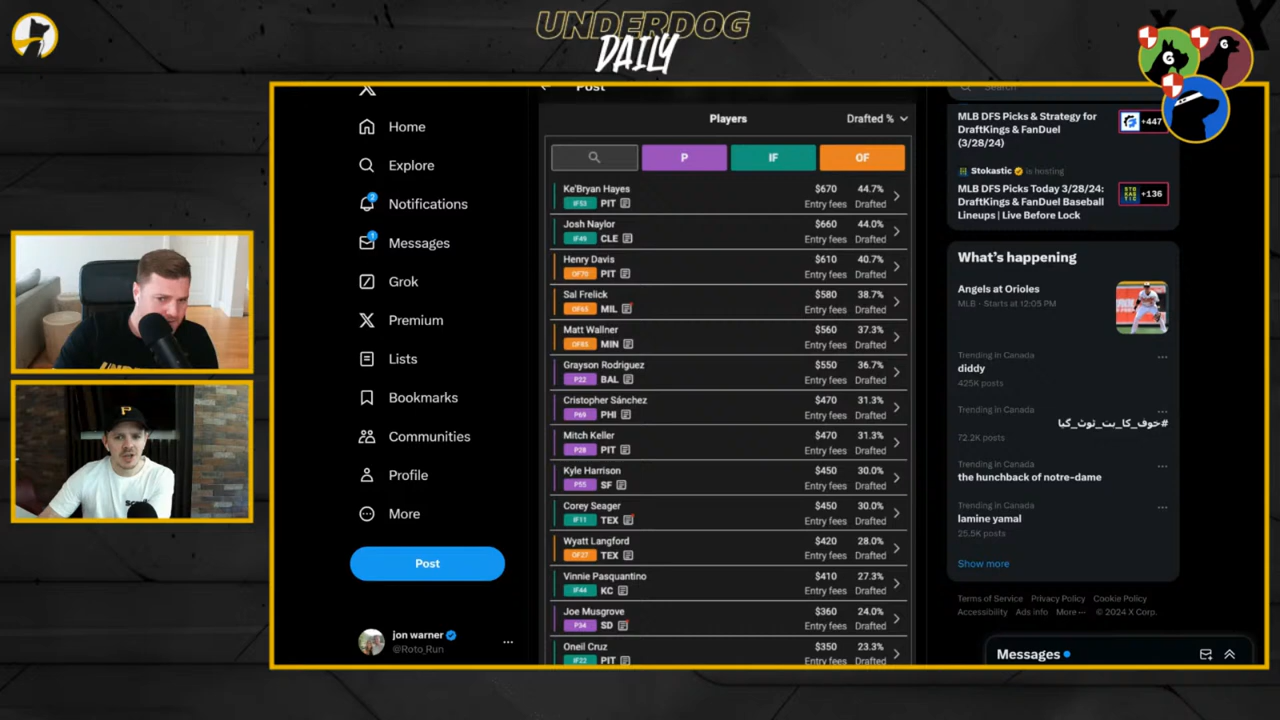 UNDERDOG
DAILY
G
G
Home
Explore
2
Notifications
1
Messages
Grok
Premium
Lists
Bookmarks
Communities
Profile
More
Post
jon warner
@Roto_Run
Post
Players
Drafted %
P
IF
OF
Ke'Bryan Hayes $670 44.7%
IF53 PIT Entry fees Drafted
Josh Naylor $660 44.0%
IF49 CLE Entry fees Drafted
Henry Davis $610 40.7%
OF70 PIT Entry fees Drafted
Sal Frelick $580 38.7%
OF65 MIL Entry fees Drafted
Matt Wallner $560 37.3%
OF85 MIN Entry fees Drafted
Grayson Rodriguez $550 36.7%
P22 BAL Entry fees Drafted
Cristopher Sánchez $470 31.3%
P69 PHI Entry fees Drafted
Mitch Keller $470 31.3%
P28 PIT Entry fees Drafted
Kyle Harrison $450 30.0%
P55 SF Entry fees Drafted
Corey Seager $450 30.0%
IF11 TEX Entry fees Drafted
Wyatt Langford $420 28.0%
OF27 TEX Entry fees Drafted
Vinnie Pasquantino $410 27.3%
IF44 KC Entry fees Drafted
Joe Musgrove $360 24.0%
P34 SD Entry fees Drafted
Oneil Cruz $350 23.3%
IF22 PIT Entry fees Drafted
Search
MLB DFS Picks & Strategy for
DraftKings & FanDuel
(3/28/24)
+447
Stokastic is hosting
MLB DFS Picks Today 3/28/24:
DraftKings & FanDuel Baseball
Lineups | Live Before Lock
+136
What's happening
Angels at Orioles
MLB · Starts at 12:05 PM
Trending in Canada
diddy
425K posts
Trending in Canada
#خوف_کا_بت_ٹوٹ_گیا
72.2K posts
Trending in Canada
the hunchback of notre-dame
Trending in Canada
lamine yamal
25.5K posts
Show more
Terms of Service Privacy Policy Cookie Policy
Accessibility Ads info More ··· © 2024 X Corp.
Messages